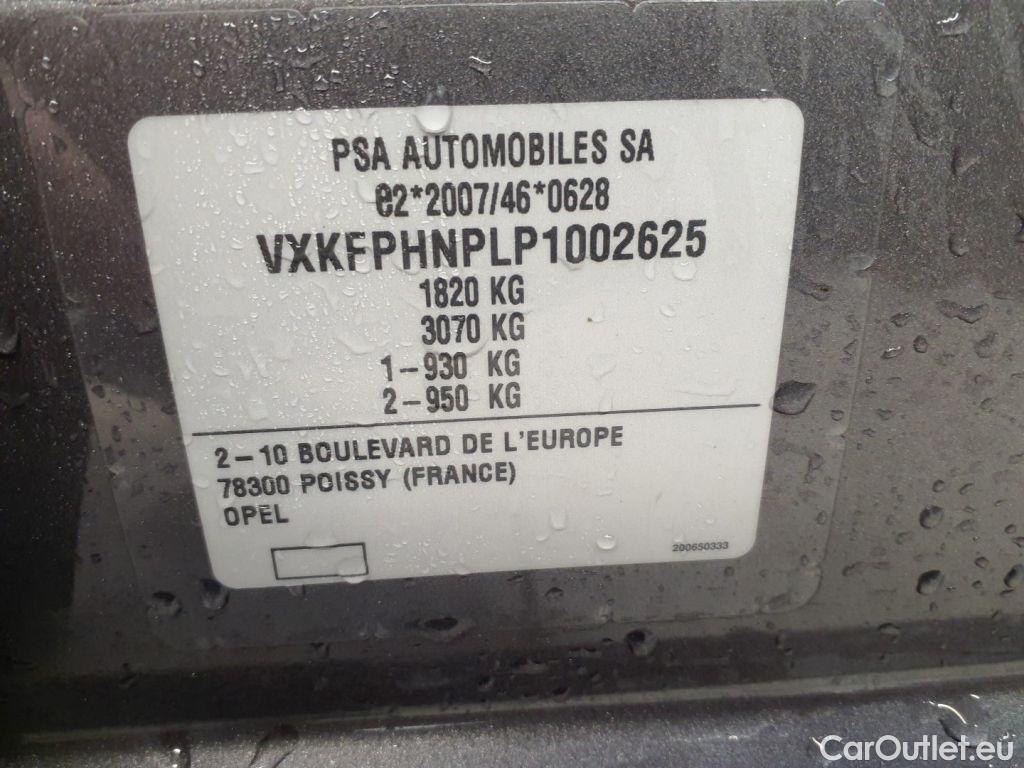 PSA AUTOMOBILES SA
e2*2007/46*0628
VXKFPHNPLP1002625
1820 KG
3070 KG
1-930 KG
2-950 KG
2-10 BOULEVARD DE L'EUROPE
78300 POISSY (FRANCE)
OPEL
200650333
CarOutlet.eu